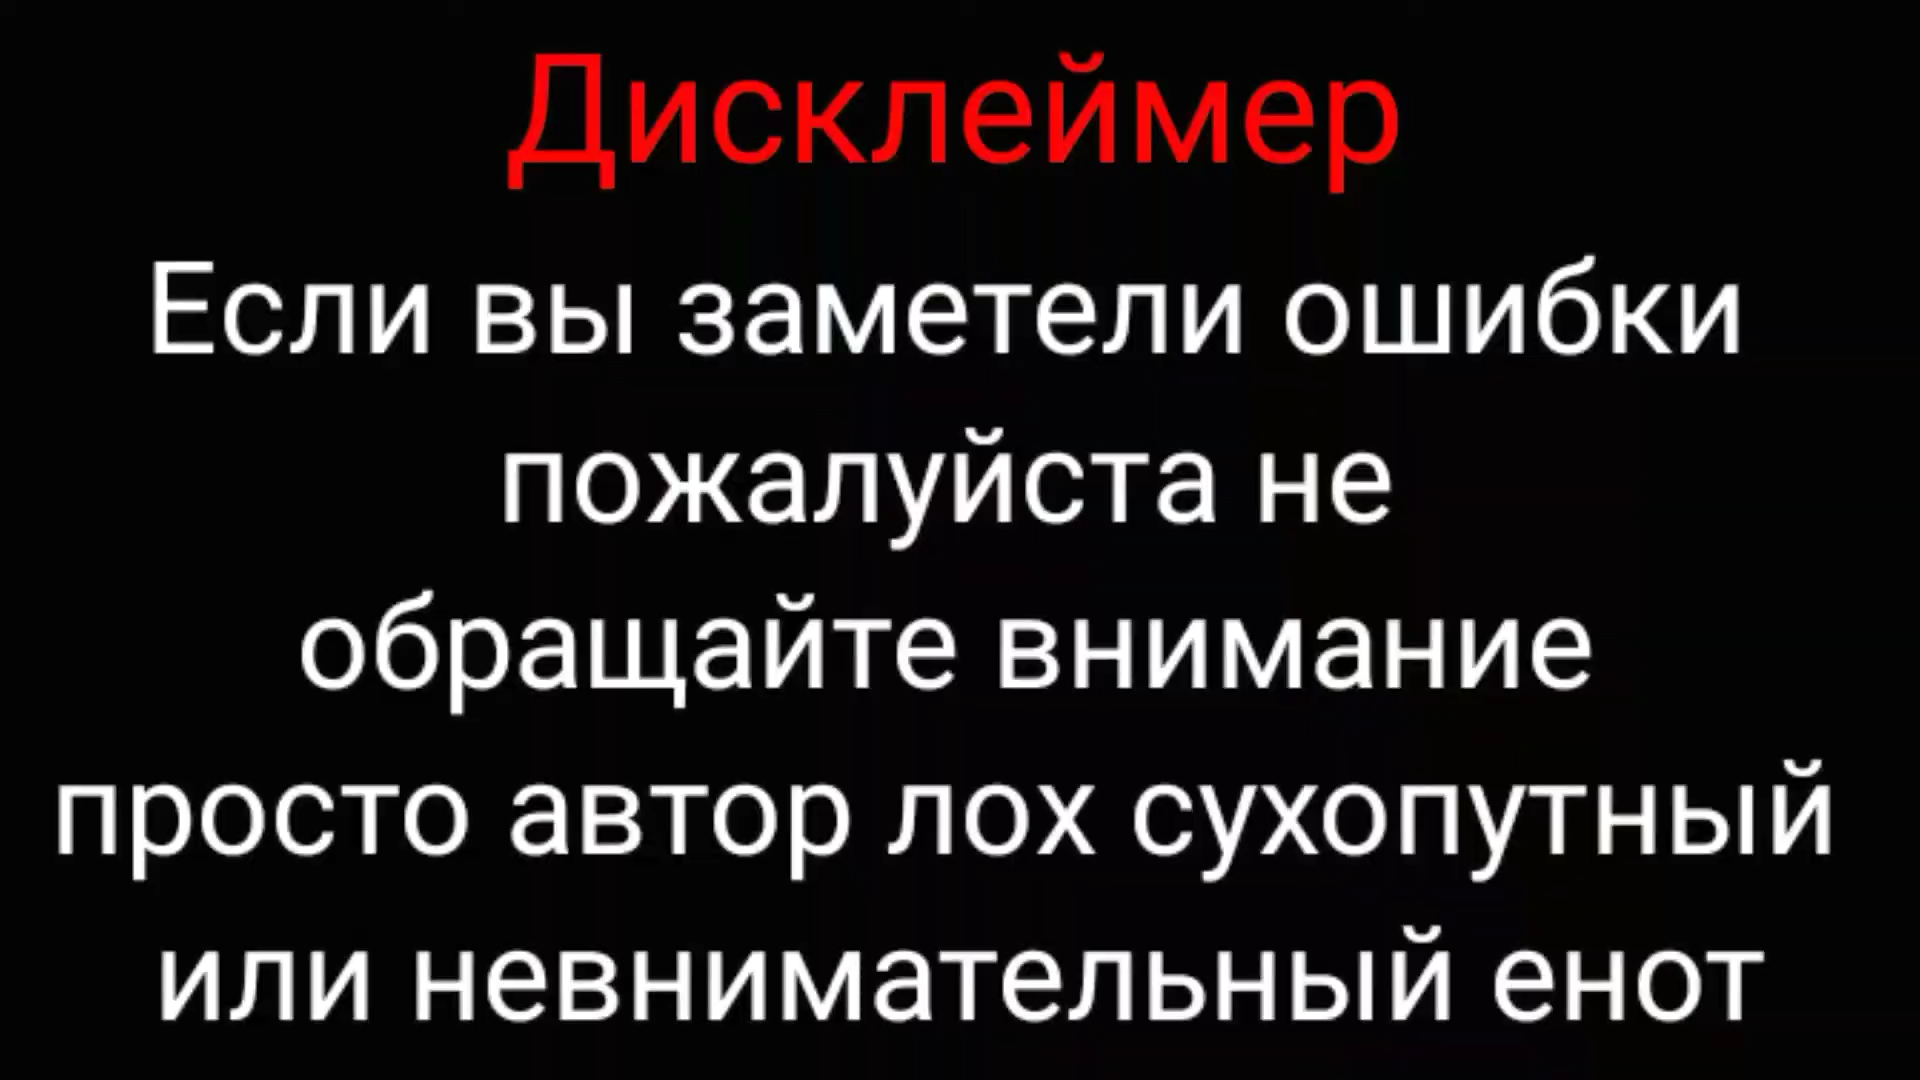 Дисклеймер
Если вы заметели ошибки
пожалуйста не
обращайте внимание
просто автор лох сухопутный
или невнимательный енот